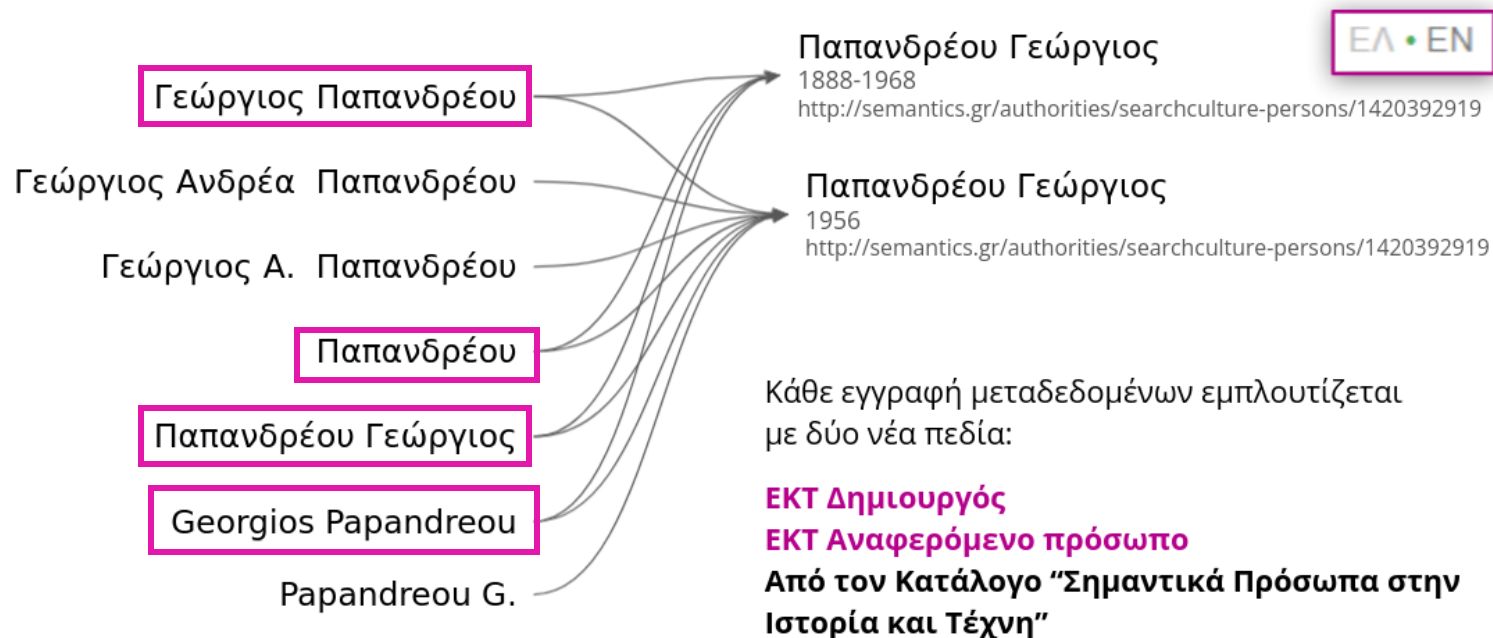 Γεώργιος Παπανδρέου
Γεώργιος Ανδρέα Παπανδρέου
Γεώργιος Α. Παπανδρέου
Παπανδρέου
Παπανδρέου Γεώργιος
Georgios Papandreou
Papandreou G.
ΕΛ • EN
Παπανδρέου Γεώργιος
1888-1968
http://semantics.gr/authorities/searchculture-persons/1420392919
Παπανδρέου Γεώργιος
1956
http://semantics.gr/authorities/searchculture-persons/1420392919
Κάθε εγγραφή μεταδεδομένων εμπλουτίζεται
με δύο νέα πεδία:
ΕΚΤ Δημιουργός
ΕΚΤ Αναφερόμενο πρόσωπο
Από τον Κατάλογο “Σημαντικά Πρόσωπα στην
Ιστορία και Τέχνη”